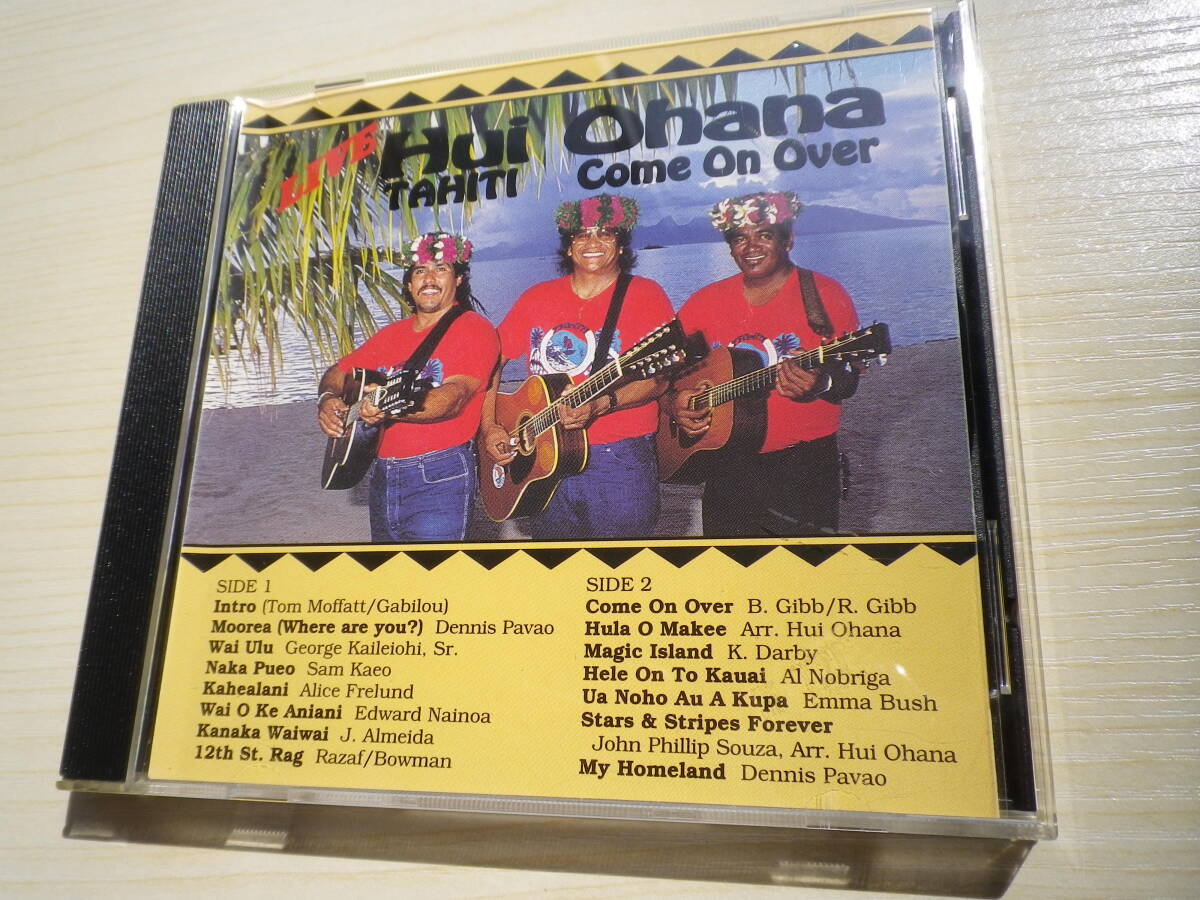 LIVE Hui Ohana
TAHITI Come On Over
SIDE 1
Intro (Tom Moffatt/Gabilou)
Moorea (Where are you?) Dennis Pavao
Wai Ulu George Kaileiohi, Sr.
Naka Pueo Sam Kaeo
Kahealani Alice Frelund
Wai O Ke Aniani Edward Nainoa
Kanaka Waiwai J. Almeida
12th St. Rag Razaf/Bowman
SIDE 2
Come On Over B. Gibb/R. Gibb
Hula O Makee Arr. Hui Ohana
Magic Island K. Darby
Hele On To Kauai Al Nobriga
Ua Noho Au A Kupa Emma Bush
Stars & Stripes Forever
John Phillip Souza, Arr. Hui Ohana
My Homeland Dennis Pavao